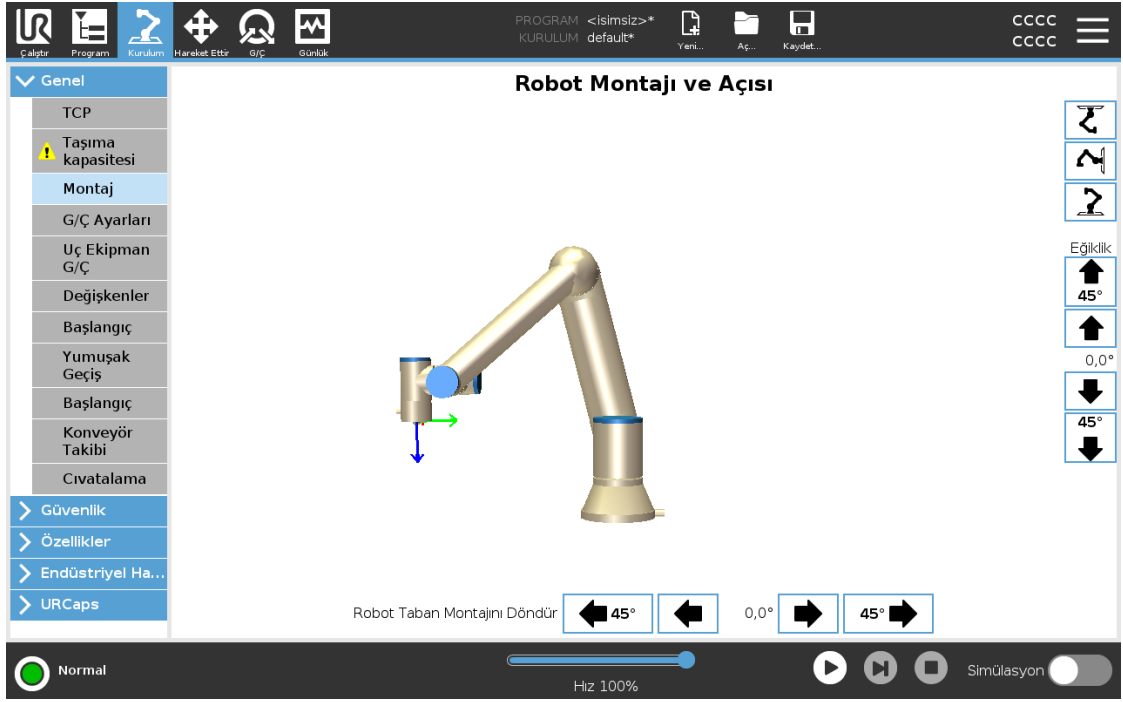 PROGRAM <isimsiz>*
KURULUM default*
cccc
cccc
Çalıştır
Program
Kurulum
Hareket Ettir
G/Ç
Günlük
Yeni...
Aç...
Kaydet...
Genel
TCP
Taşıma
kapasitesi
Montaj
G/Ç Ayarları
Uç Ekipman
G/Ç
Değişkenler
Başlangıç
Yumuşak
Geçiş
Başlangıç
Konveyör
Takibi
Cıvatalama
Güvenlik
Özellikler
Endüstriyel Ha...
URCaps
Robot Montajı ve Açısı
Eğiklik
45°
0,0°
45°
Robot Taban Montajını Döndür
45°
0,0°
45°
Normal
Hız 100%
Simülasyon